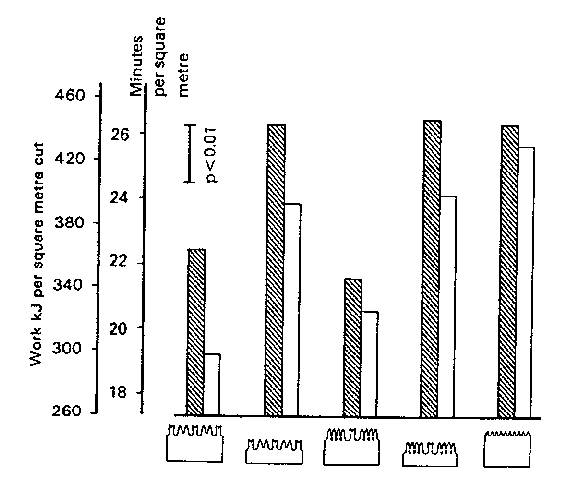 Minutes
per square
metre
Work kJ per square metre cut
460
420
380
340
300
260
26
24
22
20
18
p<0.01